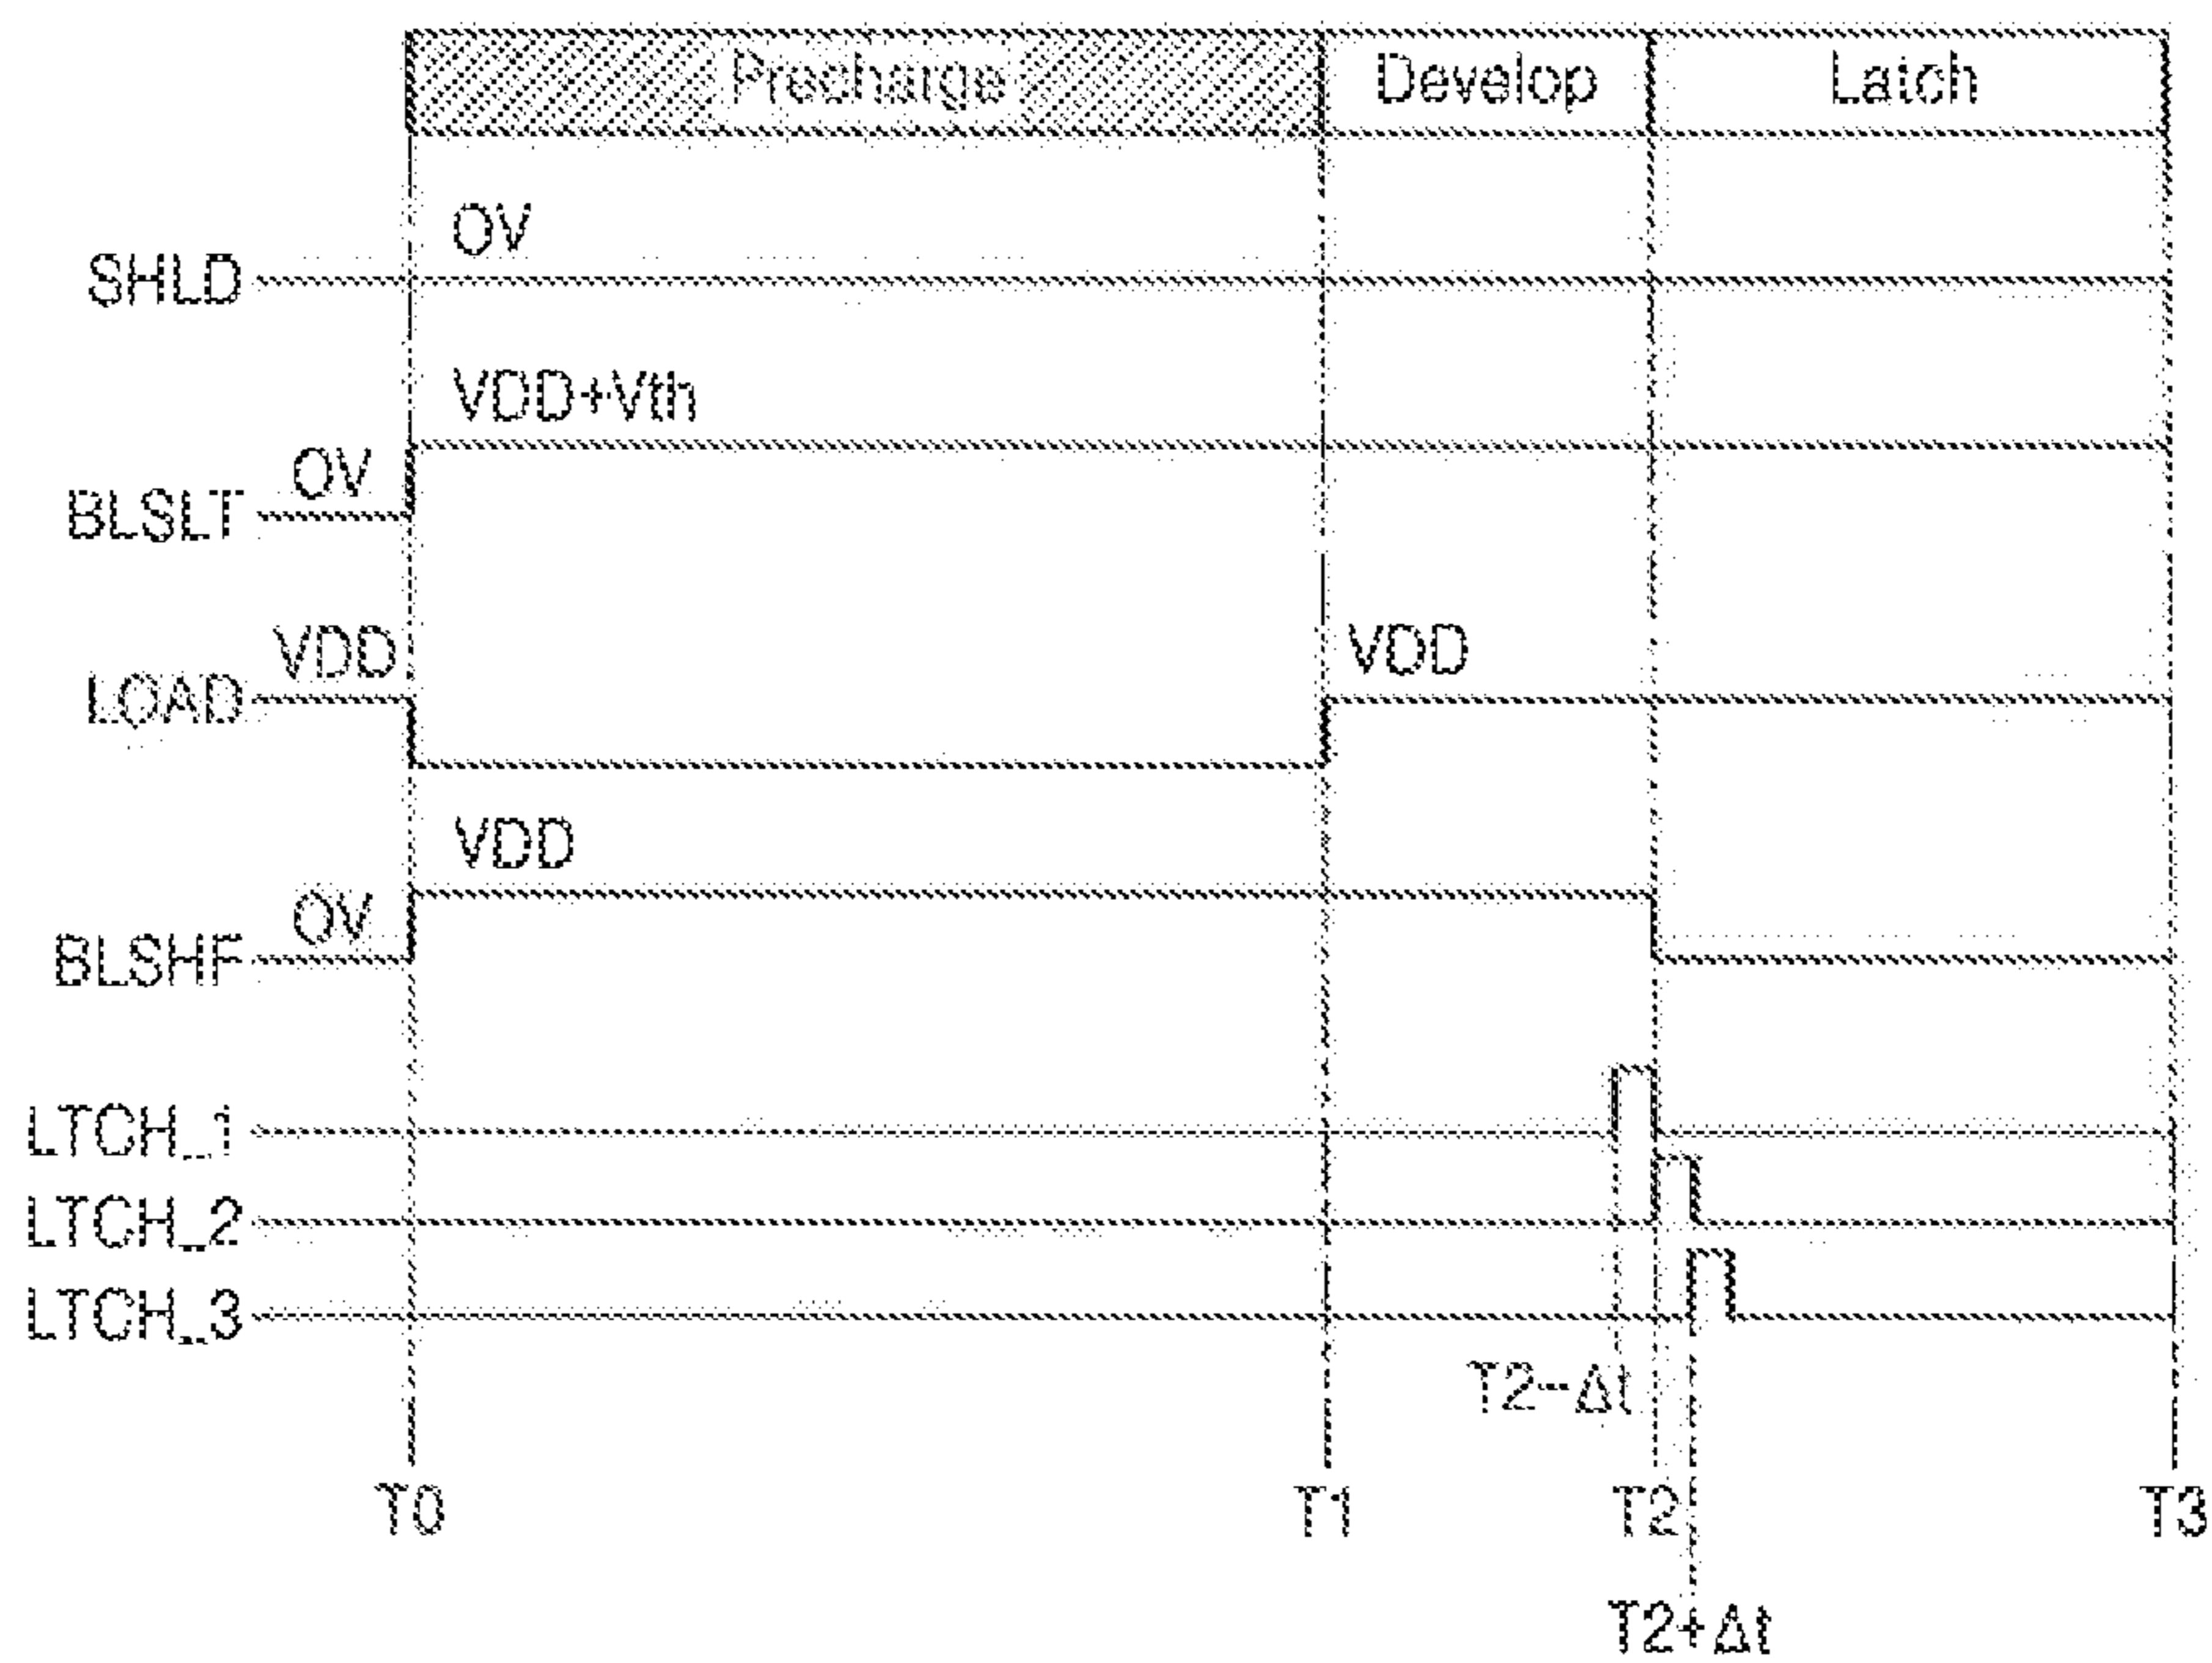 Precharge Develop Latch
0V
SHLD
VDD+Vth
0V
BLSLT
VDD VDD
LOAD
VDD
0V
BLSHF
LTCH_1
LTCH_2
LTCH_3
T2-Δt
T0 T1 T2 T3
T2+Δt